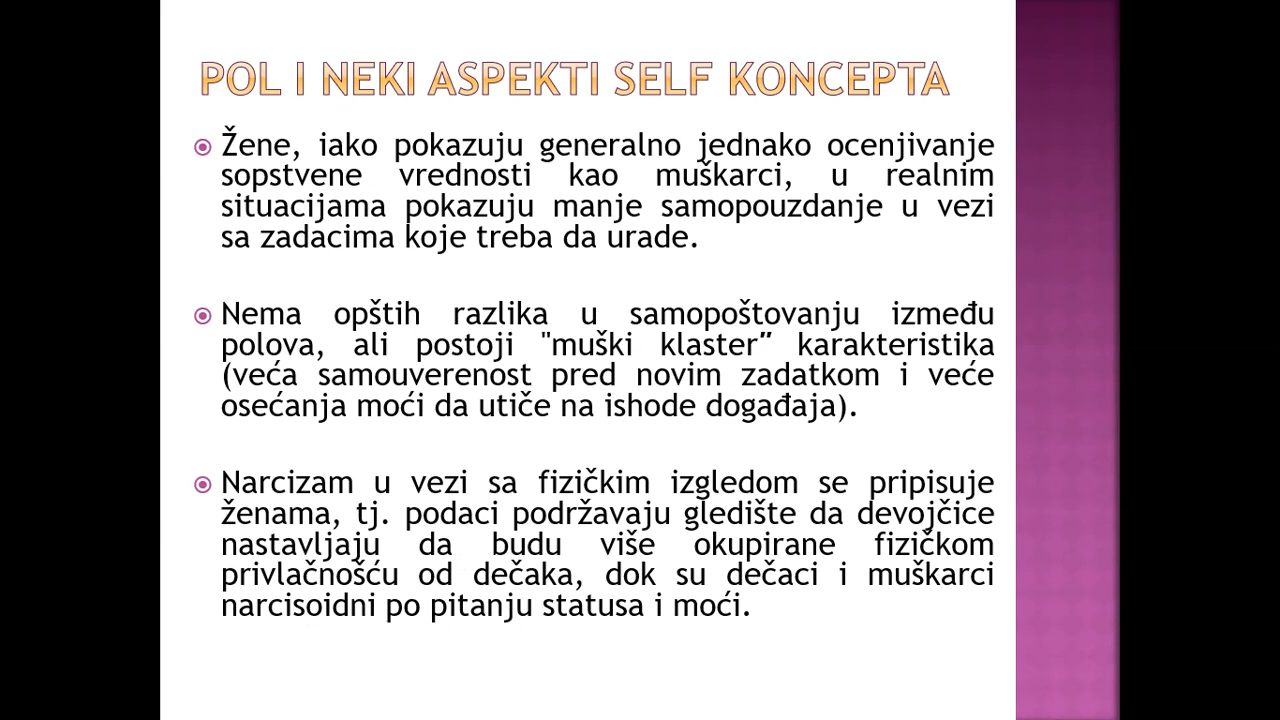 POL I NEKI ASPEKTI SELF KONCEPTA
Žene, iako pokazuju generalno jednako ocenjivanje
sopstvene vrednosti kao muškarci, u realnim
situacijama pokazuju manje samopouzdanje u vezi
sa zadacima koje treba da urade.
Nema opštih razlika u samopoštovanju između
polova, ali postoji "muški klaster” karakteristika
(veća samouverenost pred novim zadatkom i veće
osećanja moći da utiče na ishode događaja).
Narcizam u vezi sa fizičkim izgledom se pripisuje
ženama, tj. podaci podržavaju gledište da devojčice
nastavljaju da budu više okupirane fizičkom
privlačnošću od dečaka, dok su dečaci i muškarci
narcisoidni po pitanju statusa i moći.